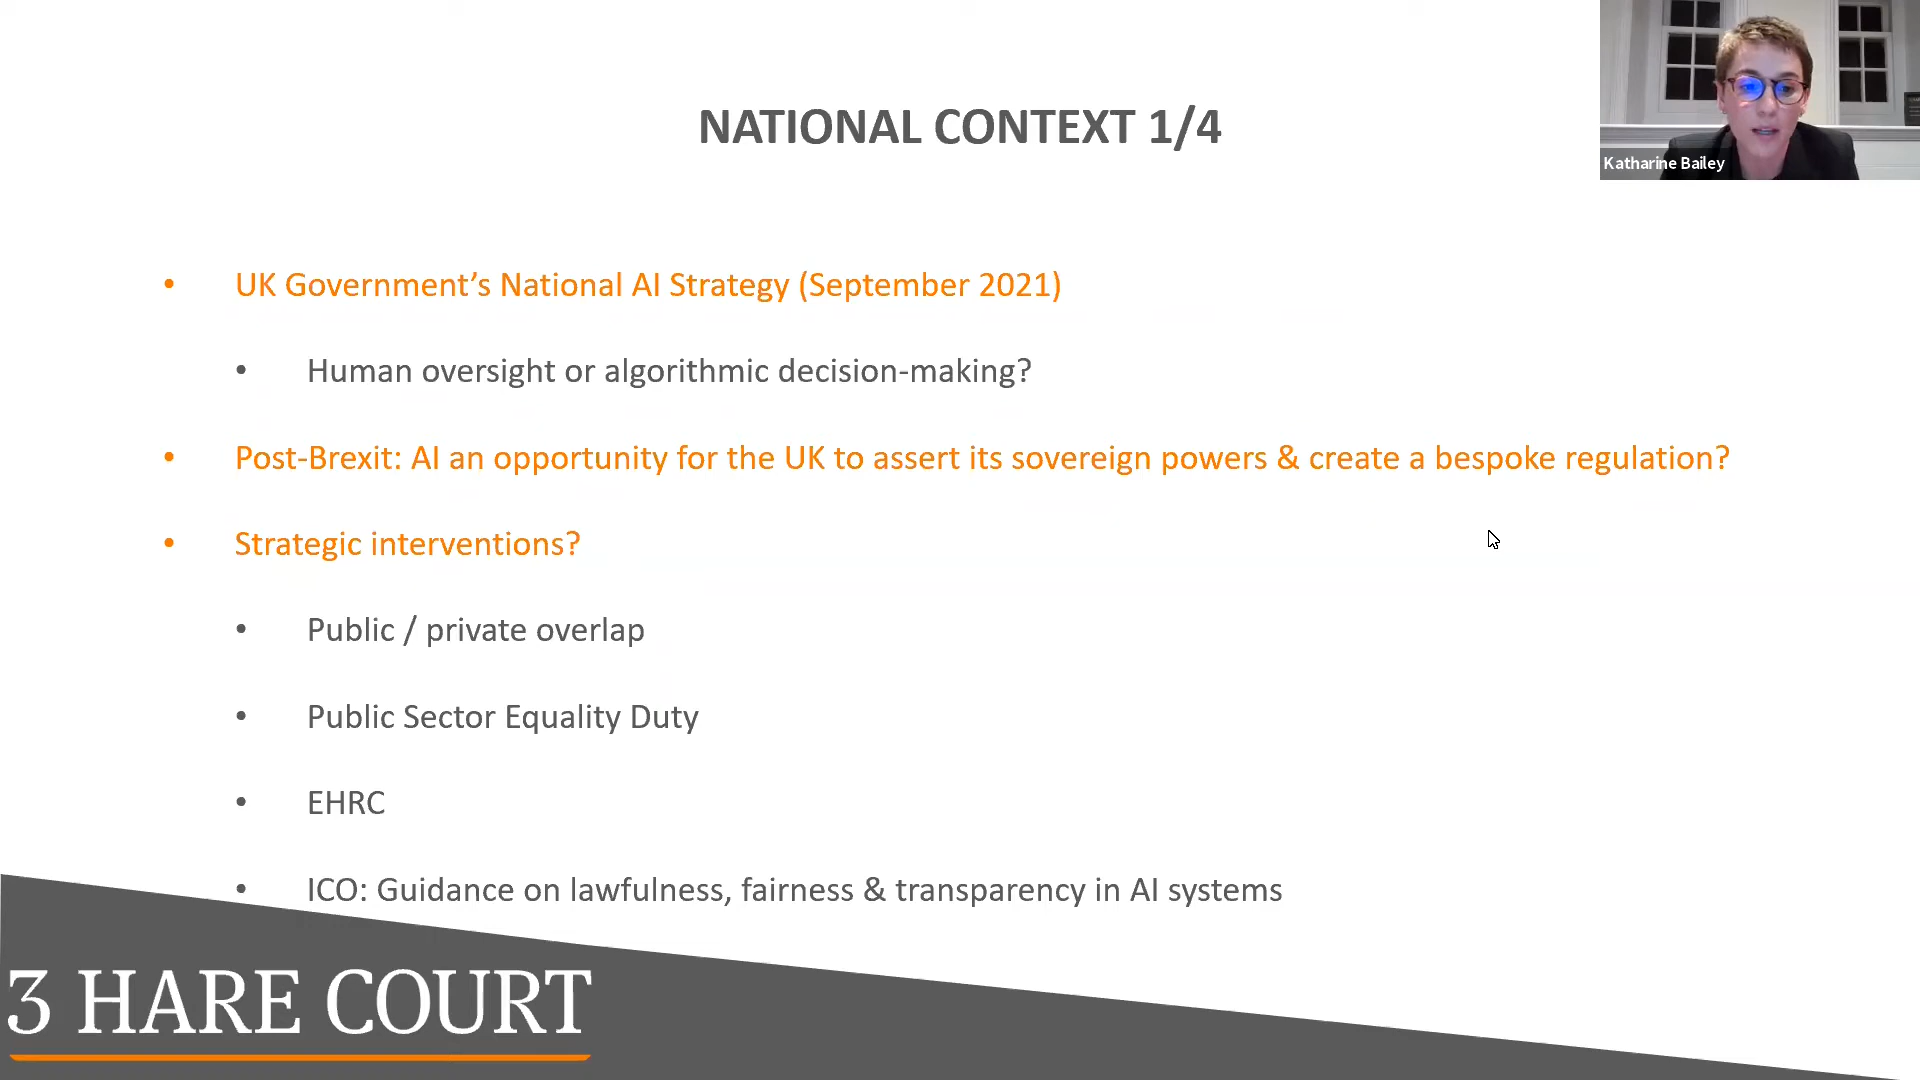 NATIONAL CONTEXT 1/4
Katharine Bailey
• UK Government’s National AI Strategy (September 2021)
• Human oversight or algorithmic decision-making?
• Post-Brexit: AI an opportunity for the UK to assert its sovereign powers & create a bespoke regulation?
• Strategic interventions?
• Public / private overlap
• Public Sector Equality Duty
• EHRC
• ICO: Guidance on lawfulness, fairness & transparency in AI systems
3 HARE COURT